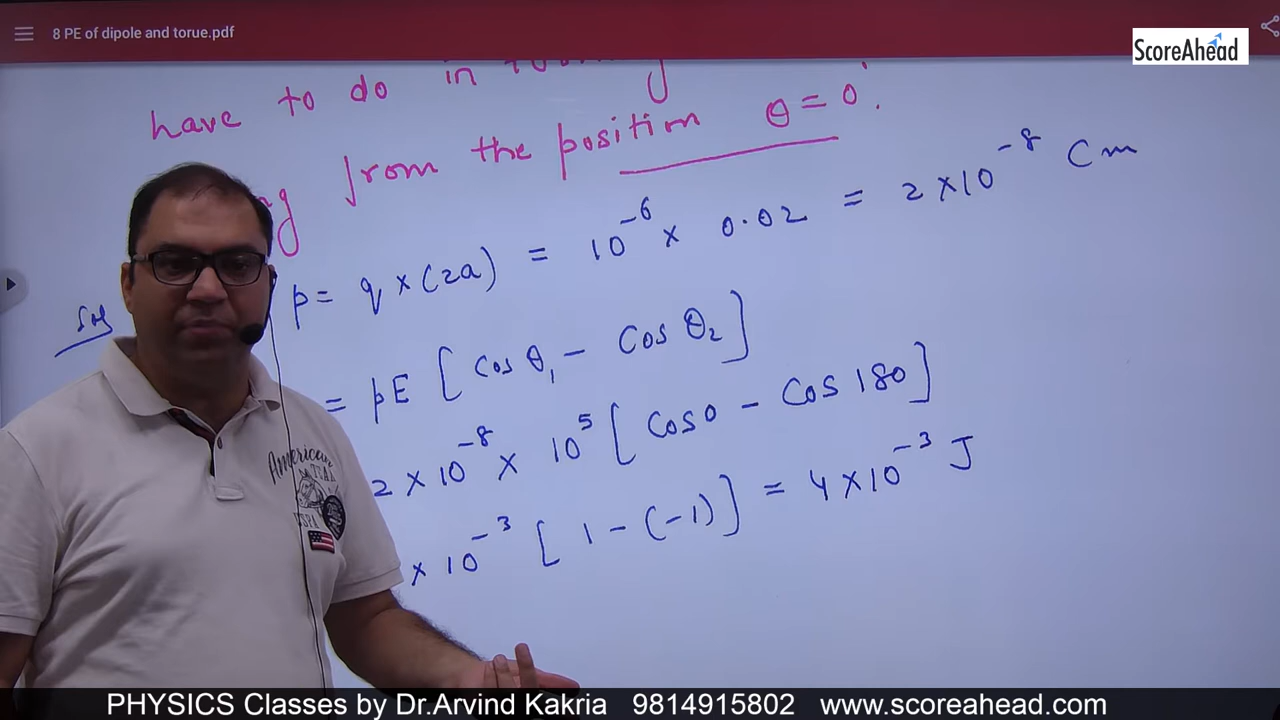 8 PE of dipole and torue.pdf
ScoreAhead
have to do in
from the position θ = 0°.
Sol p = q × (2a) = 10⁻⁶ × 0.02 = 2 × 10⁻⁸ Cm
= pE [Cos θ₁ - Cos θ₂]
2 × 10⁻⁸ × 10⁵ [Cos 0 - Cos 180]
× 10⁻³ [1 - (-1)] = 4 × 10⁻³ J
AMERICAN
PHYSICS Classes by Dr.Arvind Kakria 9814915802 www.scoreahead.com